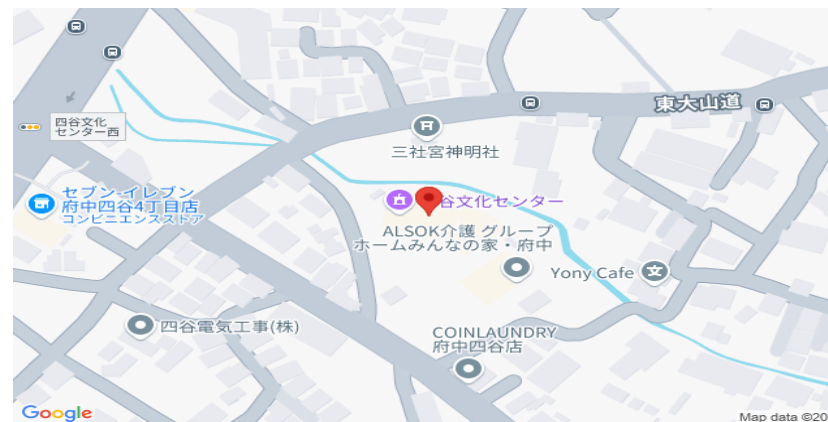 東大山道
四谷文化
センター西
三社宮神明社
セブン-イレブン
府中四谷4丁目店
コンビニエンスストア
谷文化センター
ALSOK介護 グループ
ホームみんなの家・府中
Yony Cafe
四谷電気工事(株)
COINLAUNDRY
府中四谷店
Google
Map data ©20